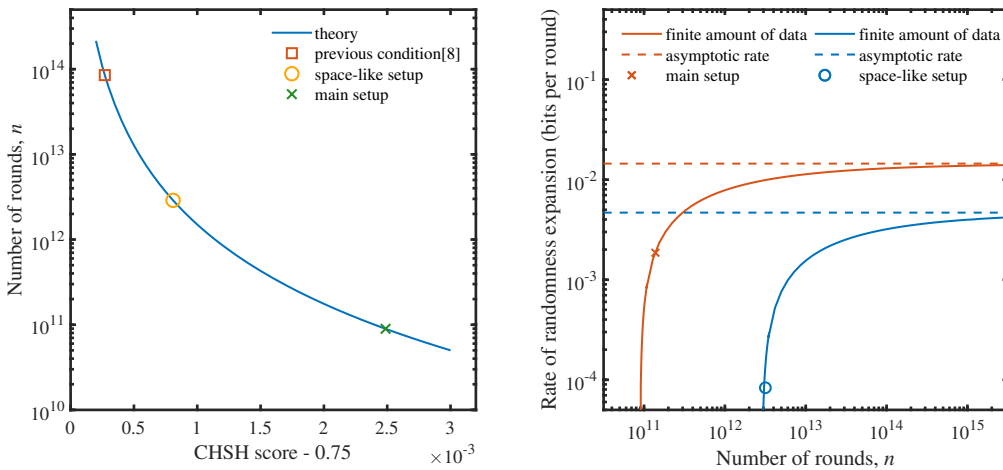 Number of rounds, n
10^14
10^13
10^12
10^11
10^10
theory
previous condition[8]
space-like setup
main setup
0 0.5 1 1.5 2 2.5 3
CHSH score - 0.75
×10^-3
Rate of randomness expansion (bits per round)
10^-1
10^-2
10^-3
10^-4
finite amount of data finite amount of data
asymptotic rate asymptotic rate
main setup space-like setup
10^11 10^12 10^13 10^14 10^15
Number of rounds, n